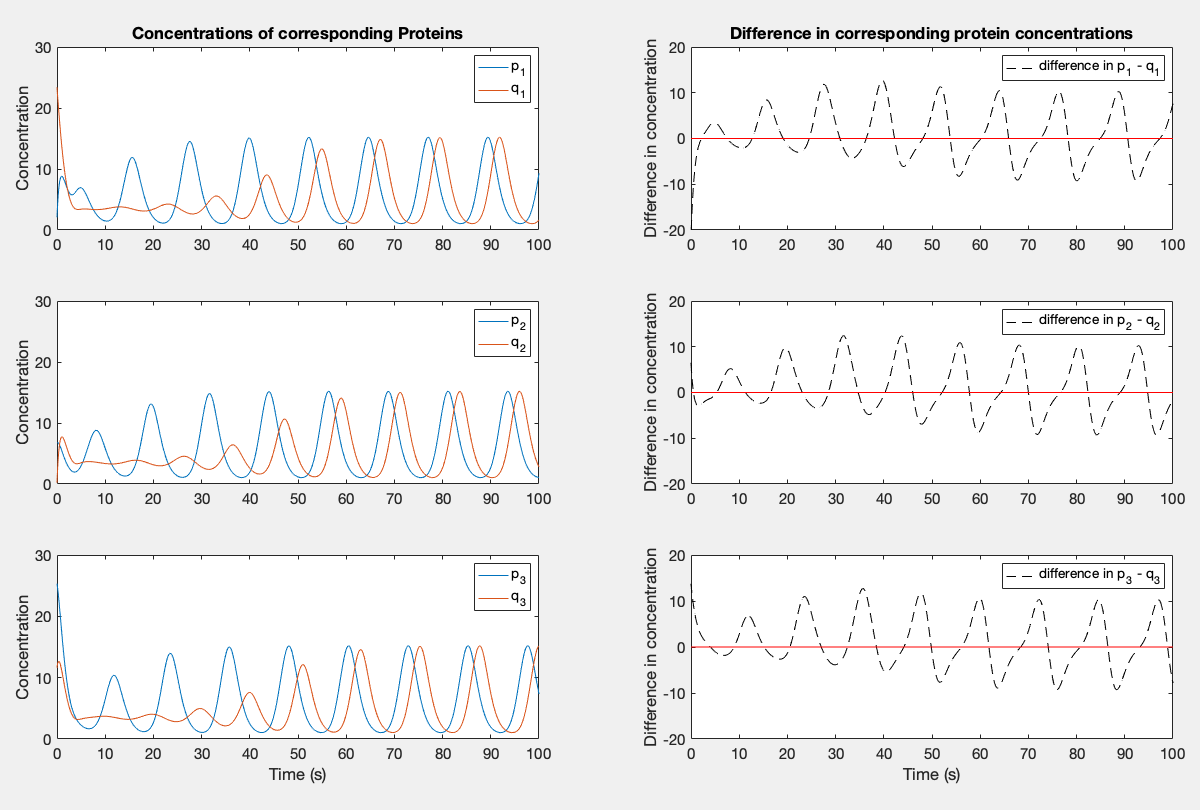 Concentrations of corresponding Proteins
Concentration
30
20
10
0
0 10 20 30 40 50 60 70 80 90 100
p1
q1
Difference in corresponding protein concentrations
Difference in concentration
20
10
0
-10
-20
0 10 20 30 40 50 60 70 80 90 100
difference in p1 - q1
Concentration
30
20
10
0
0 10 20 30 40 50 60 70 80 90 100
p2
q2
Difference in concentration
20
10
0
-10
-20
0 10 20 30 40 50 60 70 80 90 100
difference in p2 - q2
Concentration
30
20
10
0
0 10 20 30 40 50 60 70 80 90 100
Time (s)
p3
q3
Difference in concentration
20
10
0
-10
-20
0 10 20 30 40 50 60 70 80 90 100
Time (s)
difference in p3 - q3